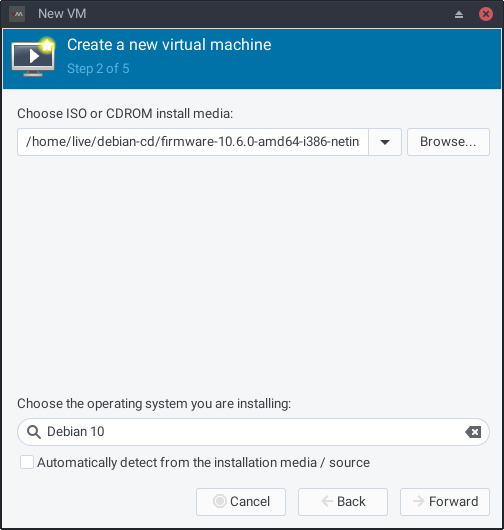 New VM
Create a new virtual machine
Step 2 of 5
Choose ISO or CDROM install media:
/home/live/debian-cd/firmware-10.6.0-amd64-i386-netin
Browse...
Choose the operating system you are installing:
Debian 10
Automatically detect from the installation media / source
Cancel Back Forward